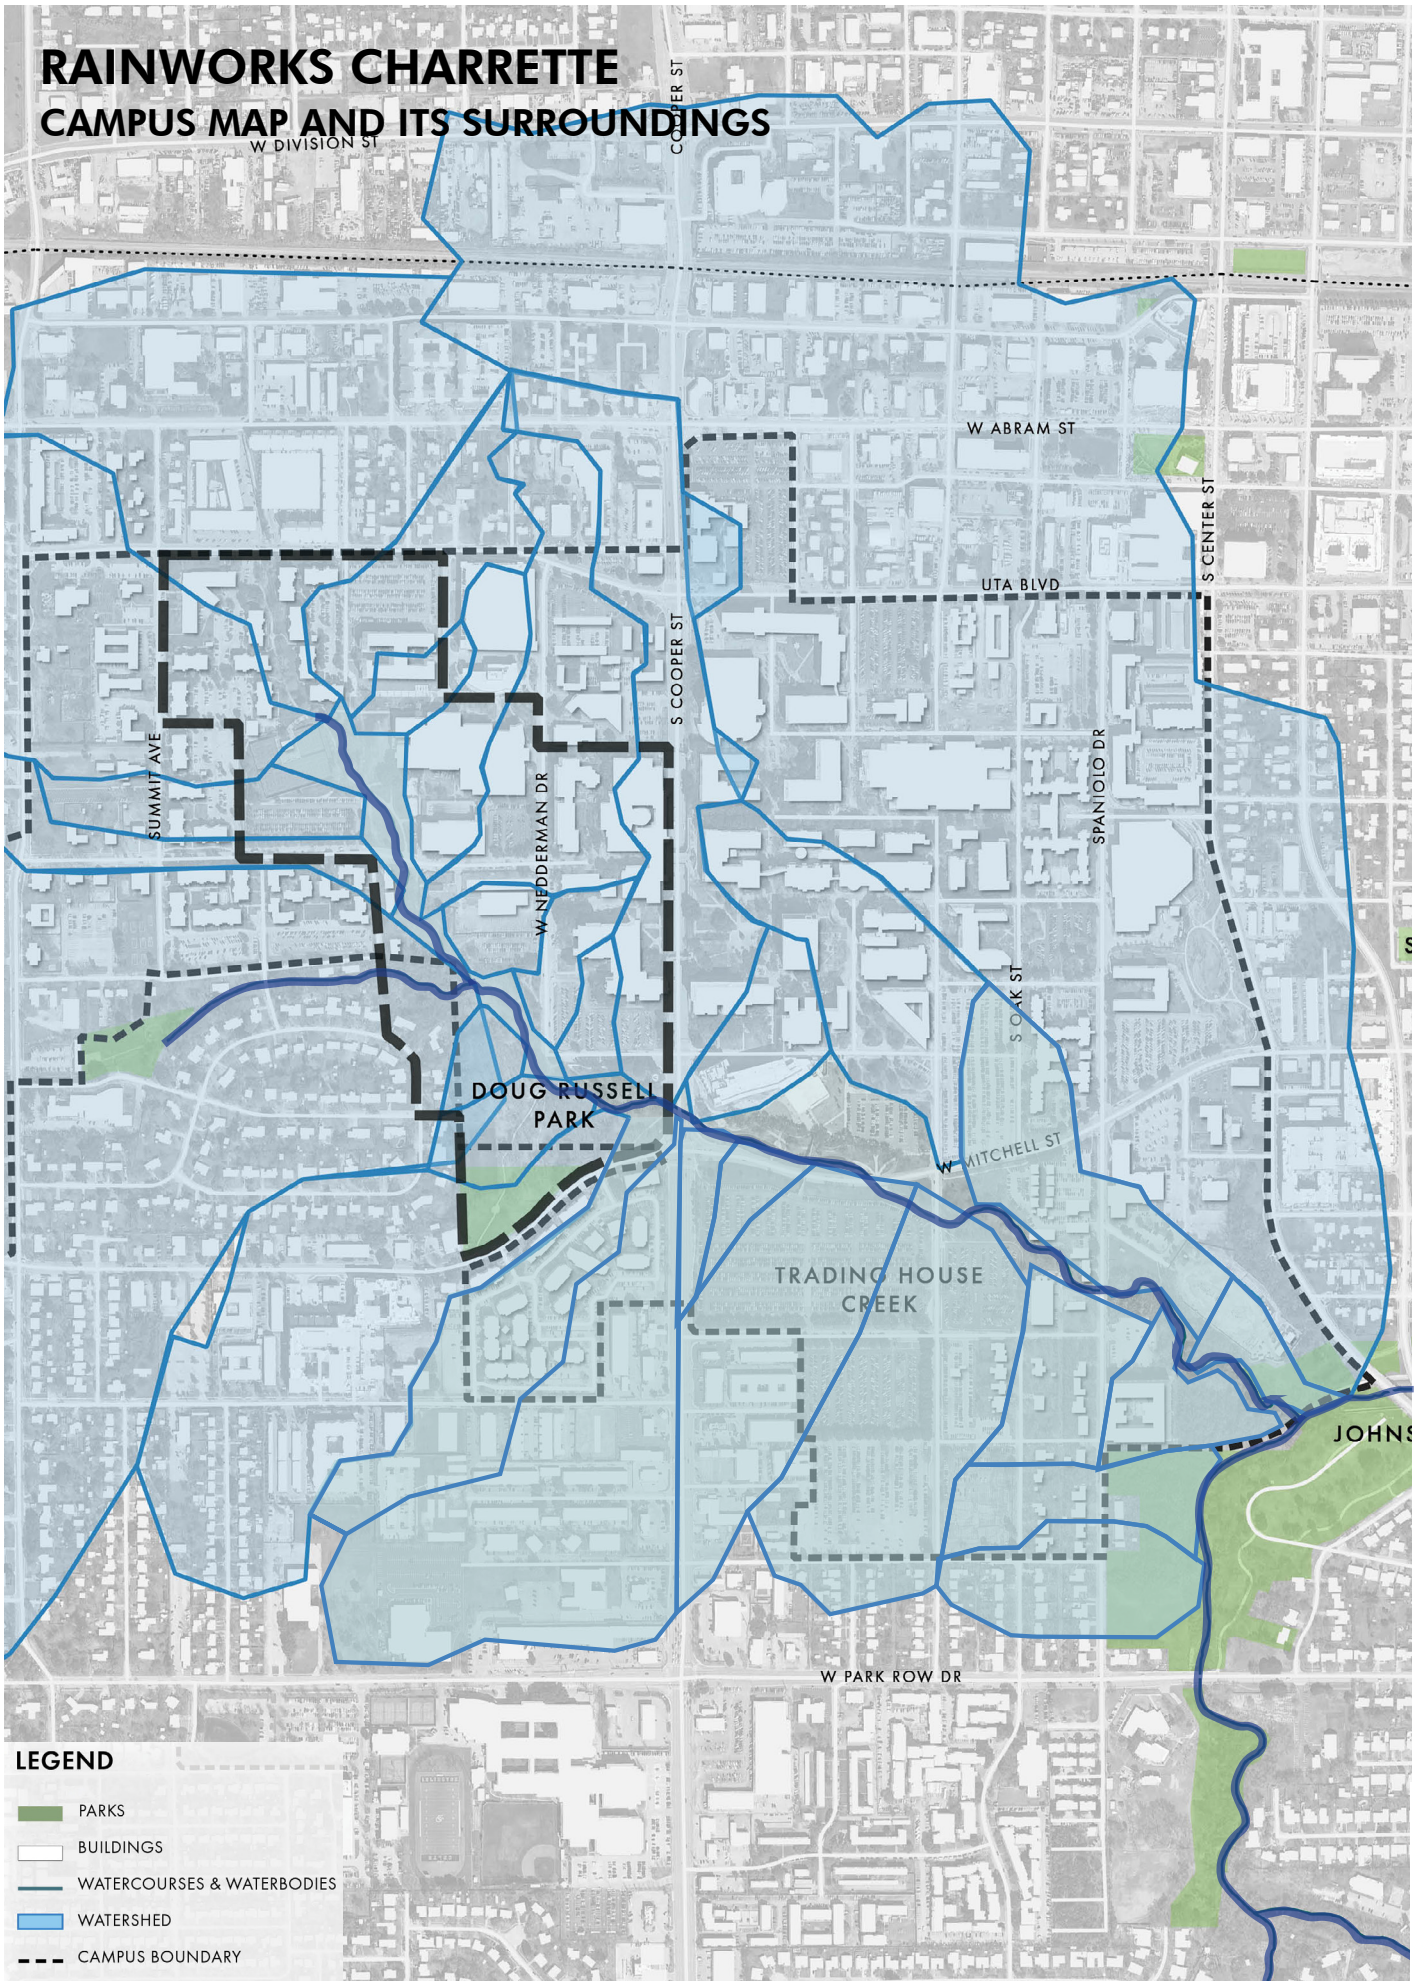 RAINWORKS CHARRETTE
CAMPUS MAP AND ITS SURROUNDINGS
COOPER ST
W DIVISION ST
W ABRAM ST
S CENTER ST
UTA BLVD
S COOPER ST
SUMMIT AVE
SPANIOLO DR
W NEDDERMAN DR
S
S OAK ST
DOUG RUSSELL
PARK
W MITCHELL ST
TRADING HOUSE
CREEK
JOHNS
W PARK ROW DR
LEGEND
PARKS
BUILDINGS
WATERCOURSES & WATERBODIES
WATERSHED
CAMPUS BOUNDARY